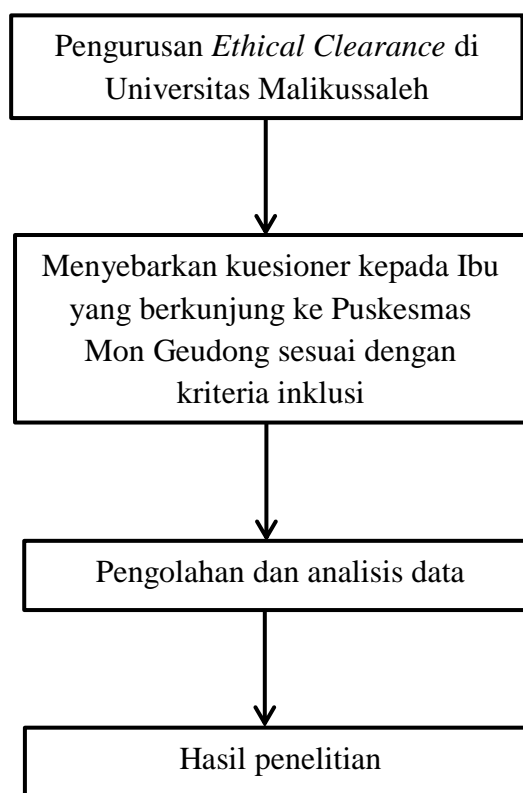 Pengurusan Ethical Clearance di
Universitas Malikussaleh
Menyebarkan kuesioner kepada Ibu
yang berkunjung ke Puskesmas
Mon Geudong sesuai dengan
kriteria inklusi
Pengolahan dan analisis data
Hasil penelitian